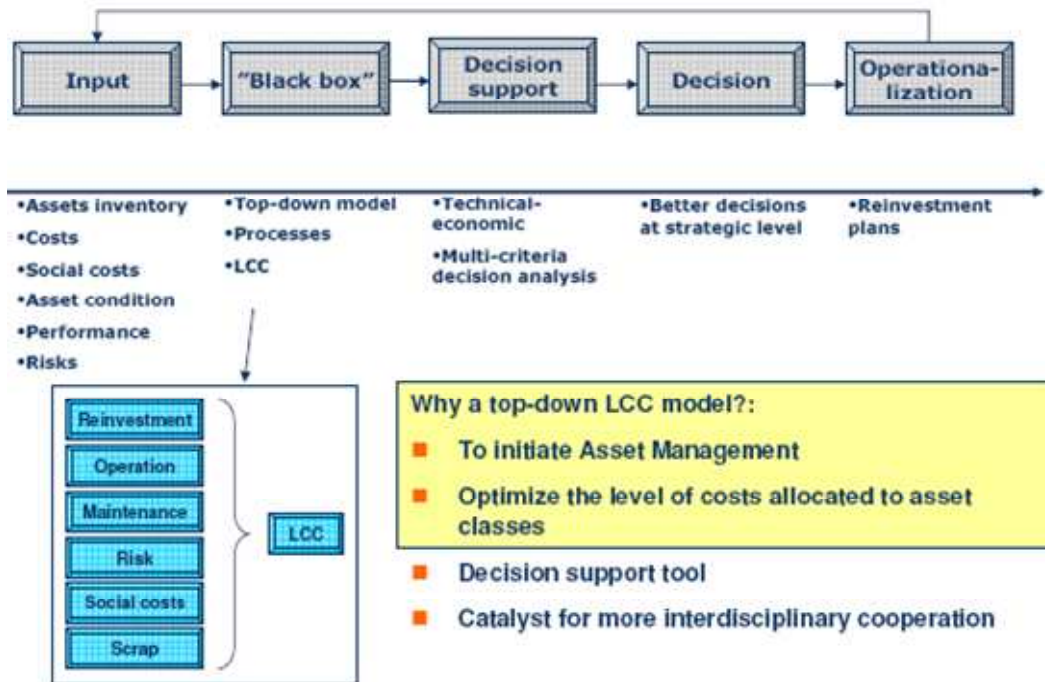 Input
"Black box"
Decision
support
Decision
Operationa-
lization
•Assets inventory
•Costs
•Social costs
•Asset condition
•Performance
•Risks
•Top-down model
•Processes
•LCC
•Technical-
economic
•Multi-criteria
decision analysis
•Better decisions
at strategic level
•Reinvestment
plans
Reinvestment
Operation
Maintenance
Risk
Social costs
Scrap
LCC
Why a top-down LCC model?:
To initiate Asset Management
Optimize the level of costs allocated to asset
classes
Decision support tool
Catalyst for more interdisciplinary cooperation